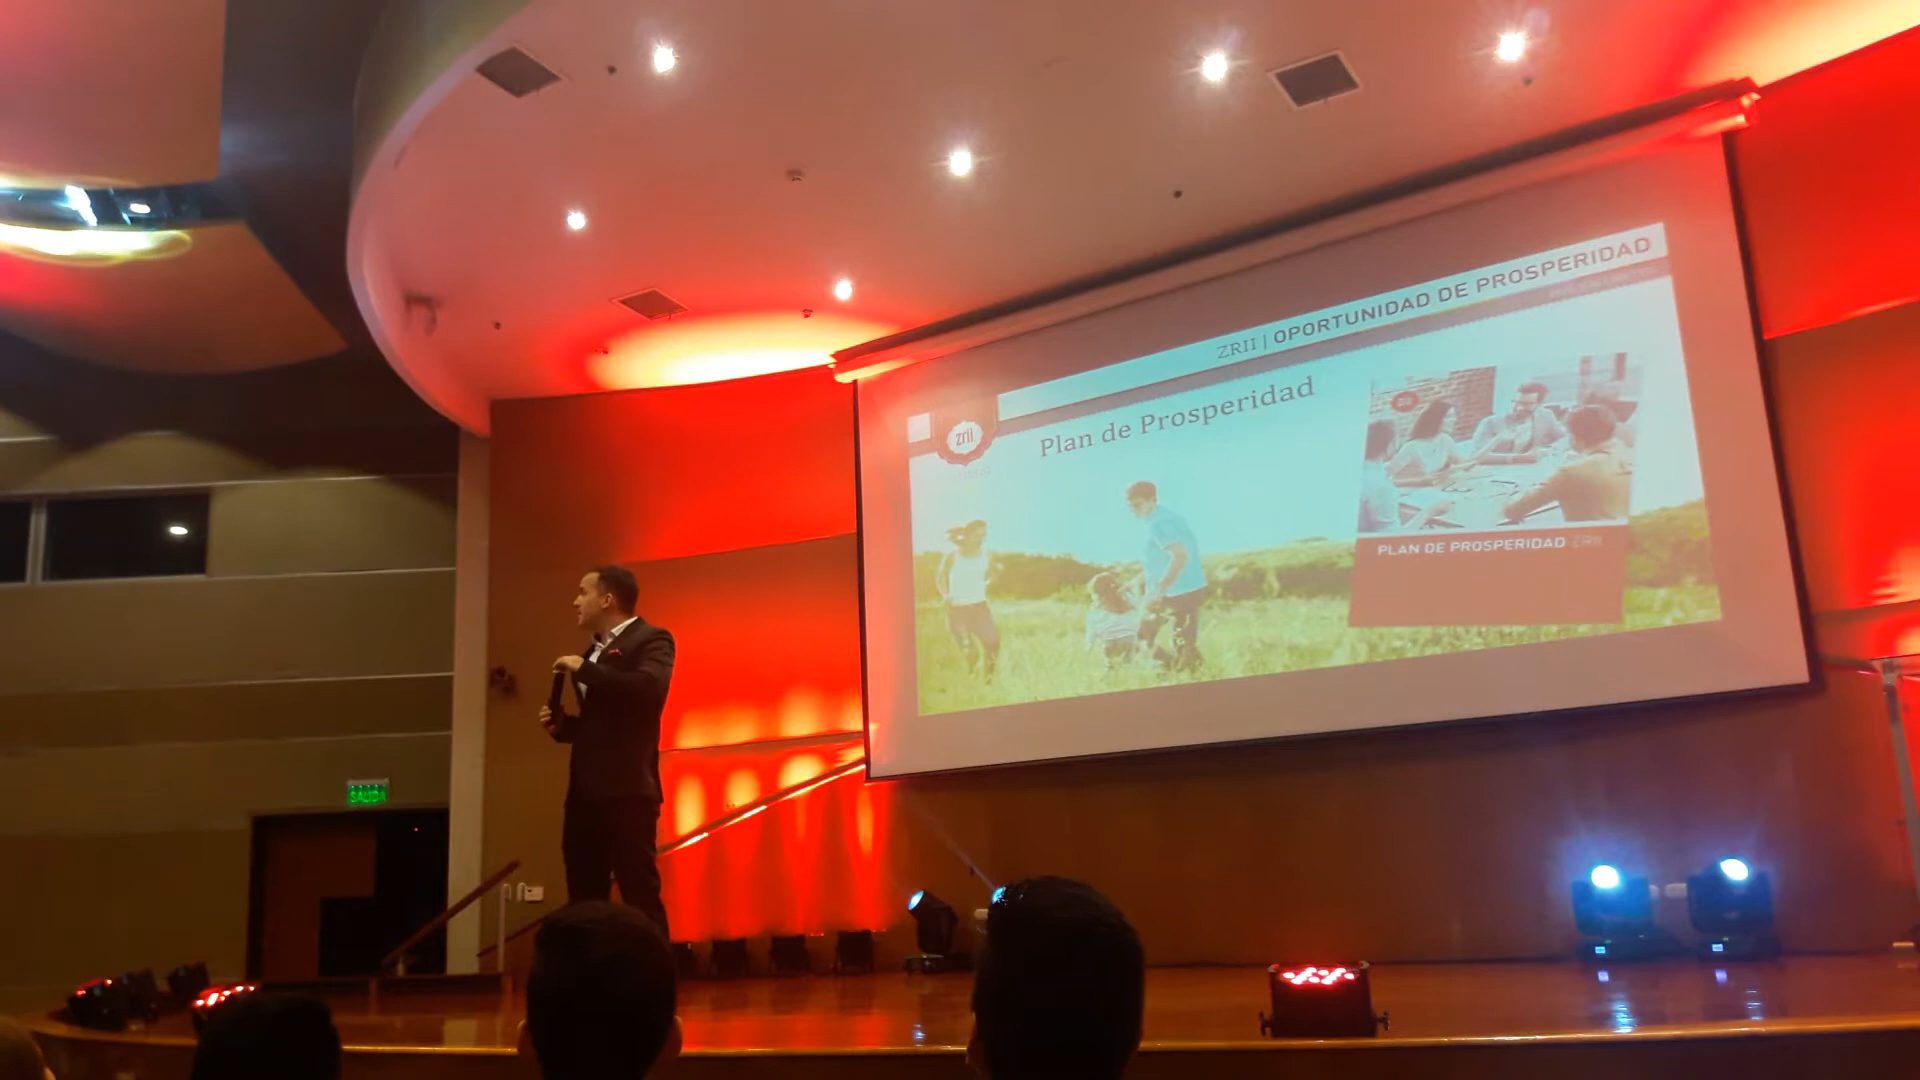 ZRII | OPORTUNIDAD DE PROSPERIDAD
zrii
Plan de Prosperidad
PLAN DE PROSPERIDAD ZRII
SALIDA